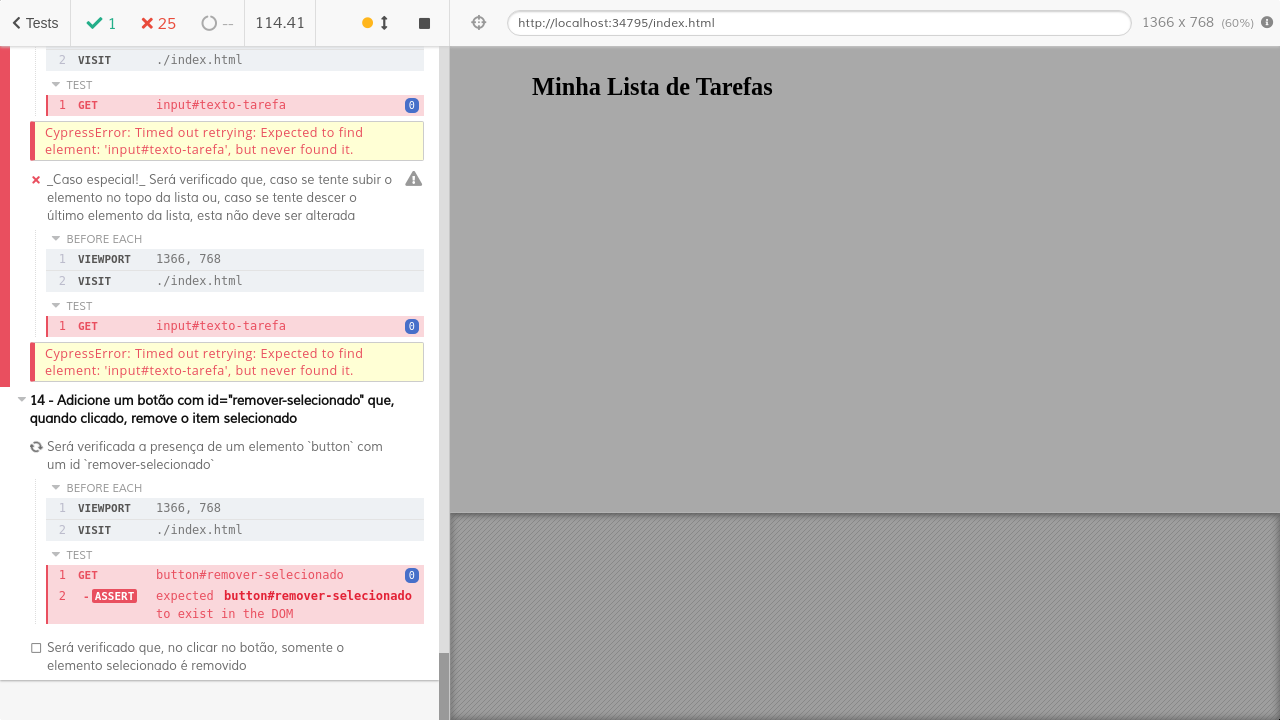 Tests
1
25
--
114.41
http://localhost:34795/index.html
1366 x 768 (60%)
2 VISIT ./index.html
TEST
1 GET input#texto-tarefa 0
CypressError: Timed out retrying: Expected to find
element: 'input#texto-tarefa', but never found it.
_Caso especial!_ Será verificado que, caso se tente subir o
elemento no topo da lista ou, caso se tente descer o
último elemento da lista, esta não deve ser alterada
BEFORE EACH
1 VIEWPORT 1366, 768
2 VISIT ./index.html
TEST
1 GET input#texto-tarefa 0
CypressError: Timed out retrying: Expected to find
element: 'input#texto-tarefa', but never found it.
14 - Adicione um botão com id="remover-selecionado" que,
quando clicado, remove o item selecionado
Será verificada a presença de um elemento `button` com
um id `remover-selecionado`
BEFORE EACH
1 VIEWPORT 1366, 768
2 VISIT ./index.html
TEST
1 GET button#remover-selecionado 0
2 -ASSERT expected button#remover-selecionado
to exist in the DOM
Será verificado que, no clicar no botão, somente o
elemento selecionado é removido
Minha Lista de Tarefas